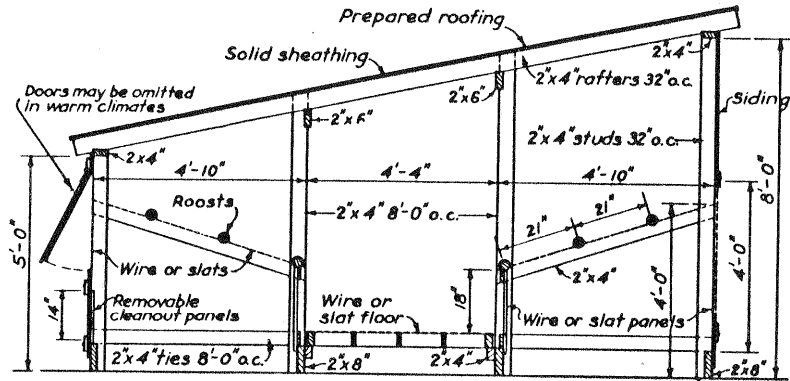 Prepared roofing
Solid sheathing
2"x4"
Doors may be omitted
in warm climates
2"x6"
2"x6"
2"x4" rafters 32"o.c.
Siding
2"x4" studs 32"o.c.
2"x4"
4'-10"
4'-4"
4'-10"
8'-0"
5'-0"
Roosts
2"x4" 8'-0"o.c.
21"
21"
Wire or slats
2"x4"
4'-0"
4'-0"
14"
Removable
cleanout panels
Wire or
slat floor
18"
Wire or slat panels
2"x4" ties 8'-0"o.c.
2"x8"
2"x4"
2"x8"